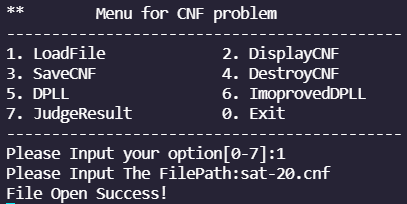 **       Menu for CNF problem
-----------------------------------------
1. LoadFile            2. DisplayCNF
3. SaveCNF             4. DestroyCNF
5. DPLL                6. ImoprovedDPLL
7. JudgeResult         0. Exit
-----------------------------------------
Please Input your option[0-7]:1
Please Input The FilePath:sat-20.cnf
File Open Success!